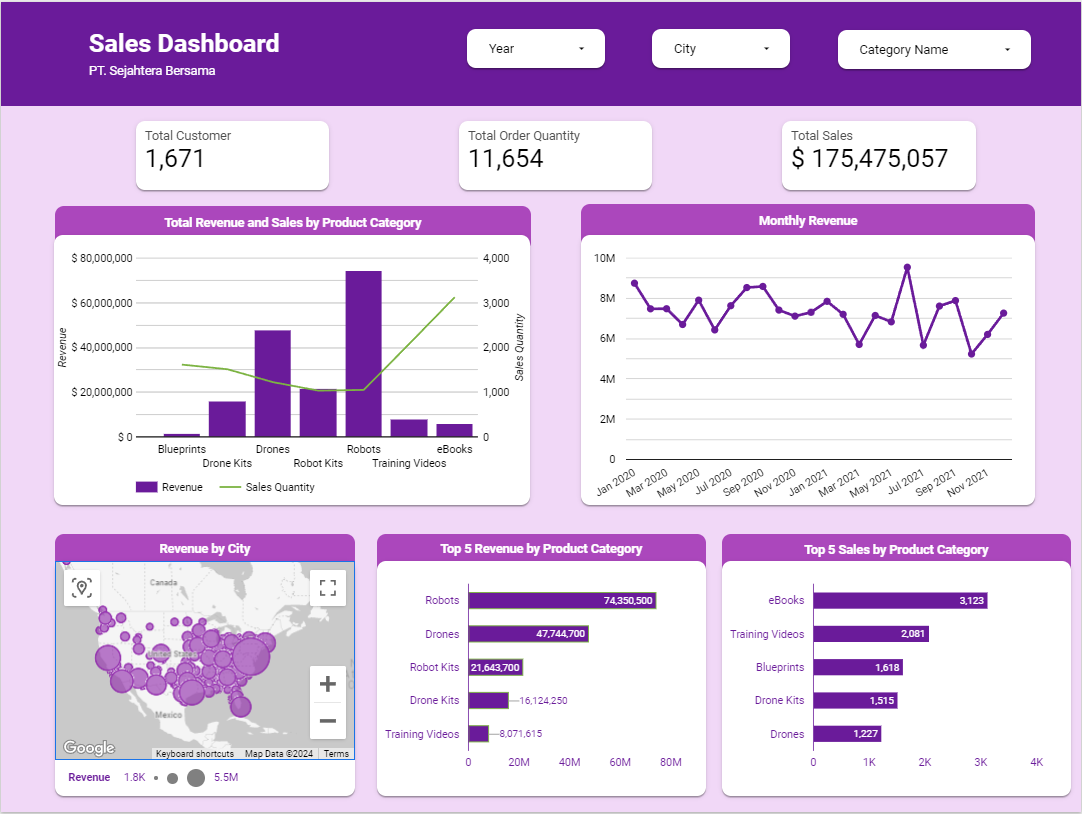 Sales Dashboard
PT. Sejahtera Bersama
Year
City
Category Name
Total Customer
1,671
Total Order Quantity
11,654
Total Sales
$ 175,475,057
Total Revenue and Sales by Product Category
$ 80,000,000
$ 60,000,000
$ 40,000,000
$ 20,000,000
$ 0
Revenue
4,000
3,000
2,000
1,000
0
Sales Quantity
Blueprints
Drone Kits
Drones
Robot Kits
Robots
Training Videos
eBooks
Revenue
Sales Quantity
Monthly Revenue
10M
8M
6M
4M
2M
0
Jan 2020
Mar 2020
May 2020
Jul 2020
Sep 2020
Nov 2020
Jan 2021
Mar 2021
May 2021
Jul 2021
Sep 2021
Nov 2021
Revenue by City
Canada
United States
Mexico
Google
Keyboard shortcuts
Map Data ©2024
Terms
Revenue 1.8K 5.5M
Top 5 Revenue by Product Category
Robots 74,350,500
Drones 47,744,700
Robot Kits 21,643,700
Drone Kits 16,124,250
Training Videos 8,071,615
0 20M 40M 60M 80M
Top 5 Sales by Product Category
eBooks 3,123
Training Videos 2,081
Blueprints 1,618
Drone Kits 1,515
Drones 1,227
0 1K 2K 3K 4K